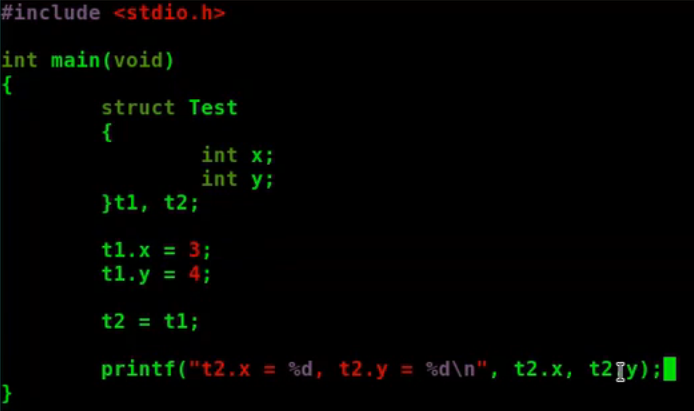 #include <stdio.h>
int main(void)
{
struct Test
{
int x;
int y;
}t1, t2;
t1.x = 3;
t1.y = 4;
t2 = t1;
printf("t2.x = %d, t2.y = %d\n", t2.x, t2.y);
}